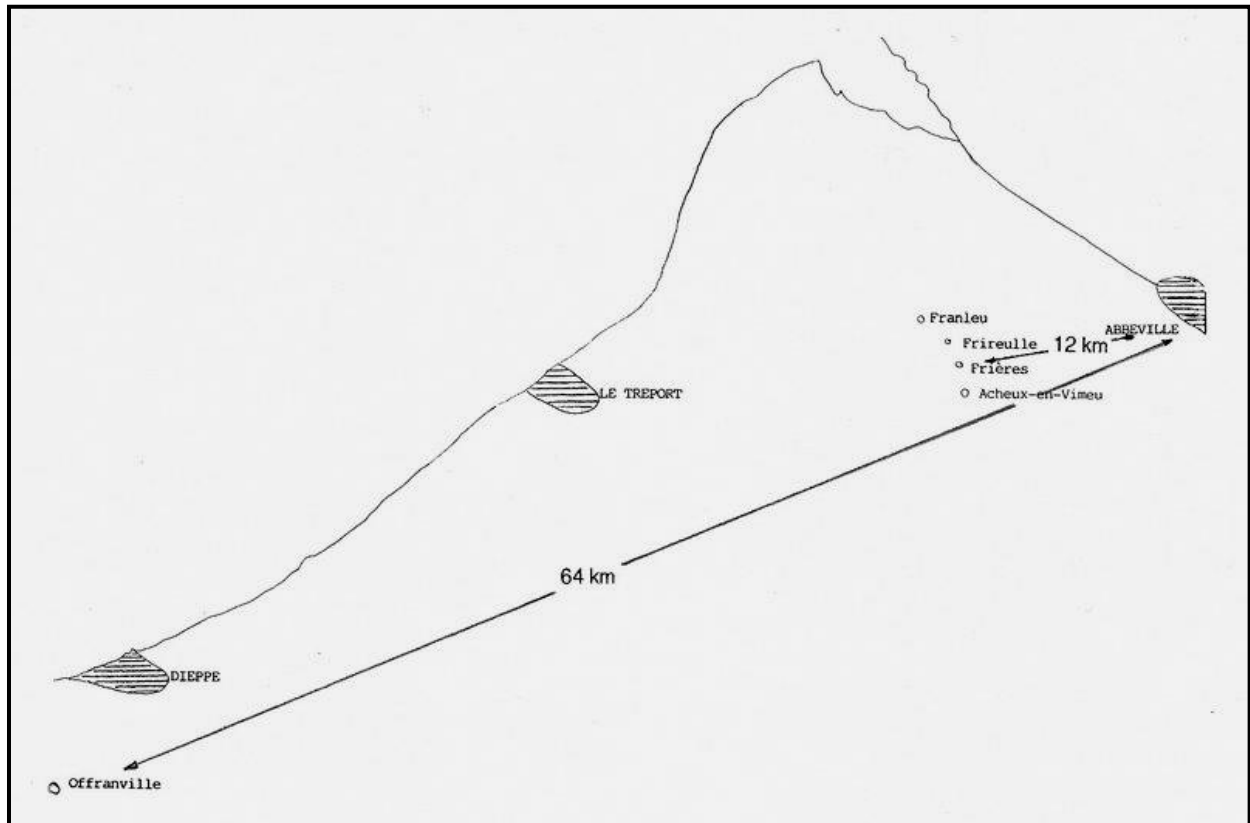 Franleu
ABBEVILLE
Frireulle
12 km
Frières
LE TREPORT
Acheux-en-Vimeu
64 km
DIEPPE
Offranville